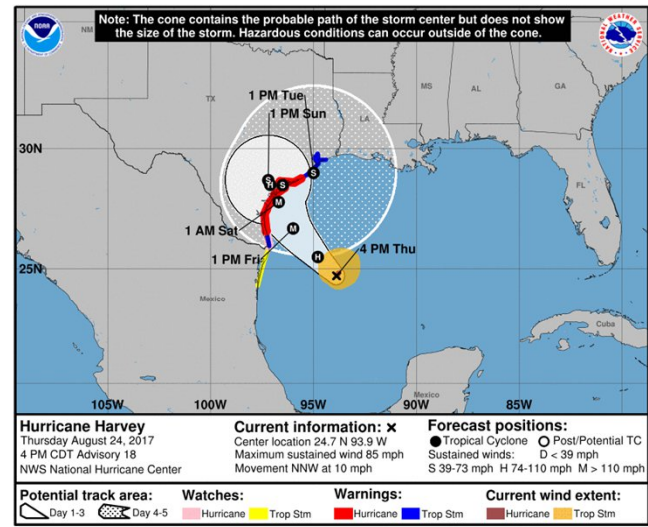 Note: The cone contains the probable path of the storm center but does not show
the size of the storm. Hazardous conditions can occur outside of the cone.
NOAA
NM
TX
MS
AL
GA
LA
FL
1 PM Tue
1 PM Sun
30N
S
S
H
S
M
M
H
1 AM Sat
1 PM Fri
4 PM Thu
25N
Mexico
Cuba
Mexico
105W
100W
95W
90W
85W
Hurricane Harvey
Thursday August 24, 2017
4 PM CDT Advisory 18
NWS National Hurricane Center
Current information: ×
Center location 24.7 N 93.9 W
Maximum sustained wind 85 mph
Movement NNW at 10 mph
Forecast positions:
Tropical Cyclone Post/Potential TC
Sustained winds: D < 39 mph
S 39-73 mph H 74-110 mph M > 110 mph
Potential track area:
Day 1-3 Day 4-5
Watches:
Hurricane Trop Stm
Warnings:
Hurricane Trop Stm
Current wind extent:
Hurricane Trop Stm